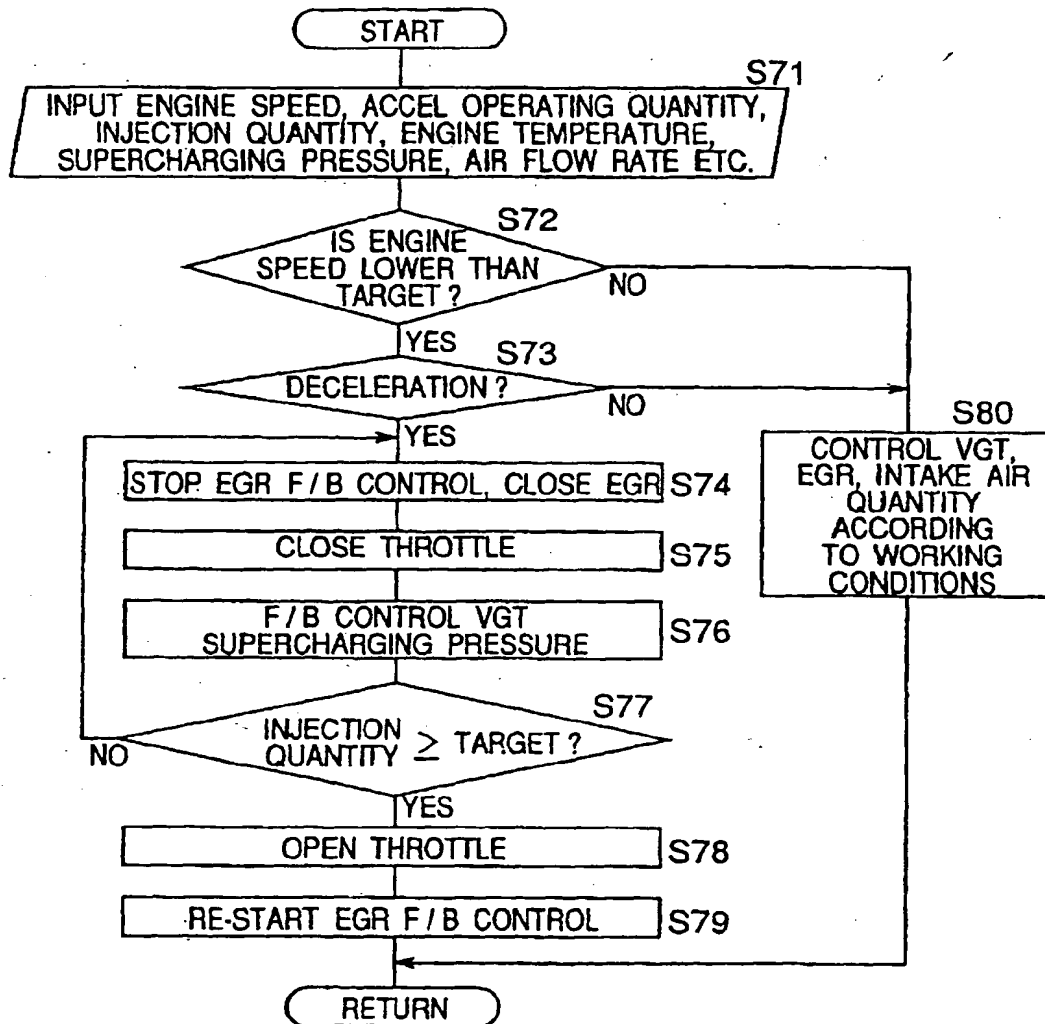 START
S71
INPUT ENGINE SPEED, ACCEL OPERATING QUANTITY,
INJECTION QUANTITY, ENGINE TEMPERATURE,
SUPERCHARGING PRESSURE, AIR FLOW RATE ETC.
S72
IS ENGINE
SPEED LOWER THAN
TARGET ?
NO
YES
S73
DECELERATION ?
NO
YES
S80
CONTROL VGT,
EGR, INTAKE AIR
QUANTITY
ACCORDING
TO WORKING
CONDITIONS
STOP EGR F / B CONTROL, CLOSE EGR S74
CLOSE THROTTLE S75
F / B CONTROL VGT
SUPERCHARGING PRESSURE S76
S77
INJECTION
QUANTITY ≥ TARGET ?
NO
YES
OPEN THROTTLE S78
RE-START EGR F / B CONTROL S79
RETURN